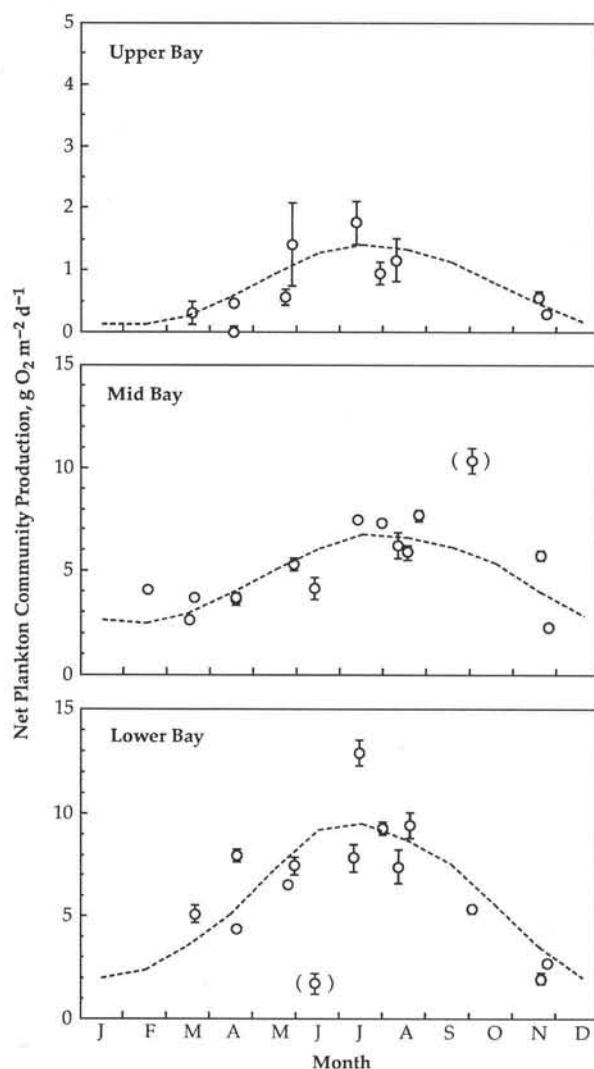 Net Plankton Community Production, g O₂ m⁻² d⁻¹
5
Upper Bay
4
3
2
1
0
15
Mid Bay
10
( )
5
0
15
Lower Bay
10
5
( )
0
J F M A M J J A S O N D
Month